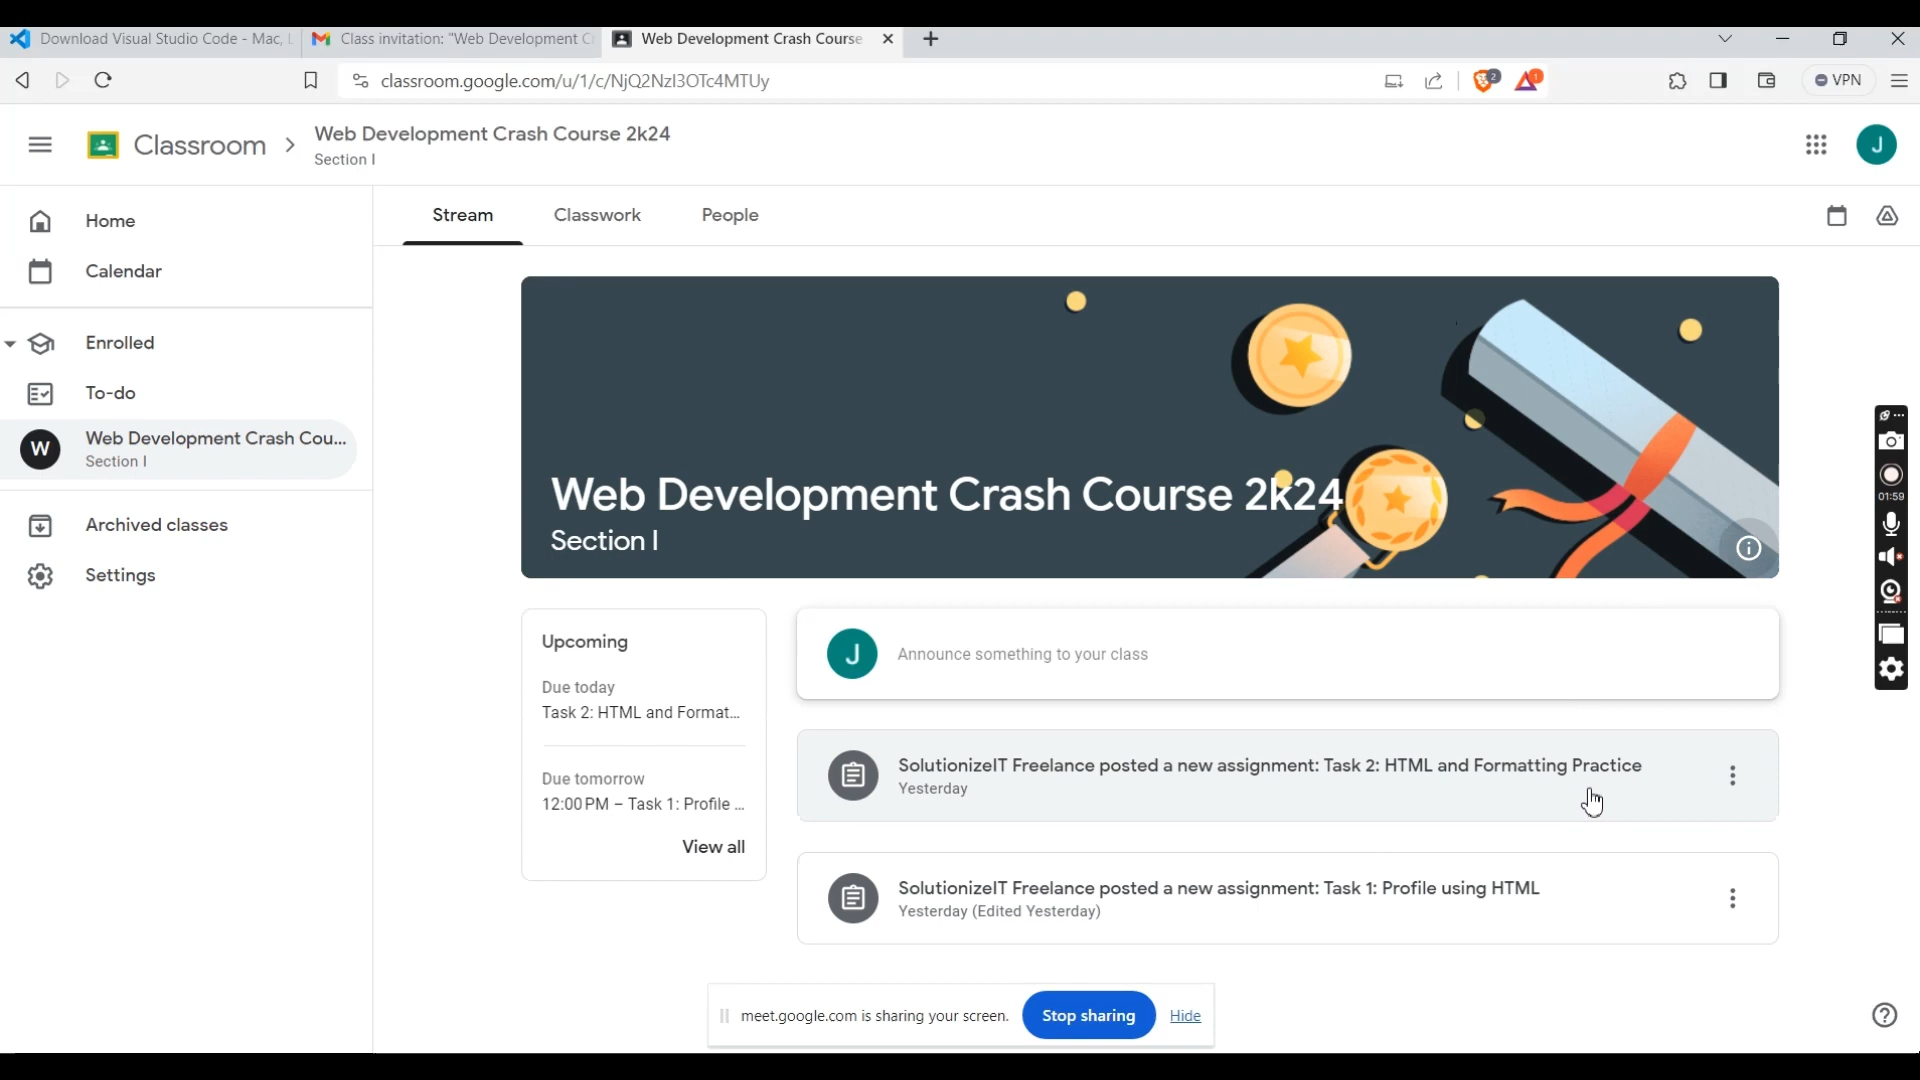 Download Visual Studio Code - Mac, L
Class invitation: "Web Development Cr
Web Development Crash Course
classroom.google.com/u/1/c/NjQ2NzI3OTc4MTUy
2
1
VPN
Classroom
Web Development Crash Course 2k24
Section I
J
Home
Calendar
Enrolled
To-do
W
Web Development Crash Cou...
Section I
Archived classes
Settings
Stream
Classwork
People
Web Development Crash Course 2k24
Section I
Upcoming
Due today
Task 2: HTML and Format...
Due tomorrow
12:00 PM – Task 1: Profile ...
View all
J
Announce something to your class
SolutionizeIT Freelance posted a new assignment: Task 2: HTML and Formatting Practice
Yesterday
SolutionizeIT Freelance posted a new assignment: Task 1: Profile using HTML
Yesterday (Edited Yesterday)
01:59
meet.google.com is sharing your screen.
Stop sharing
Hide